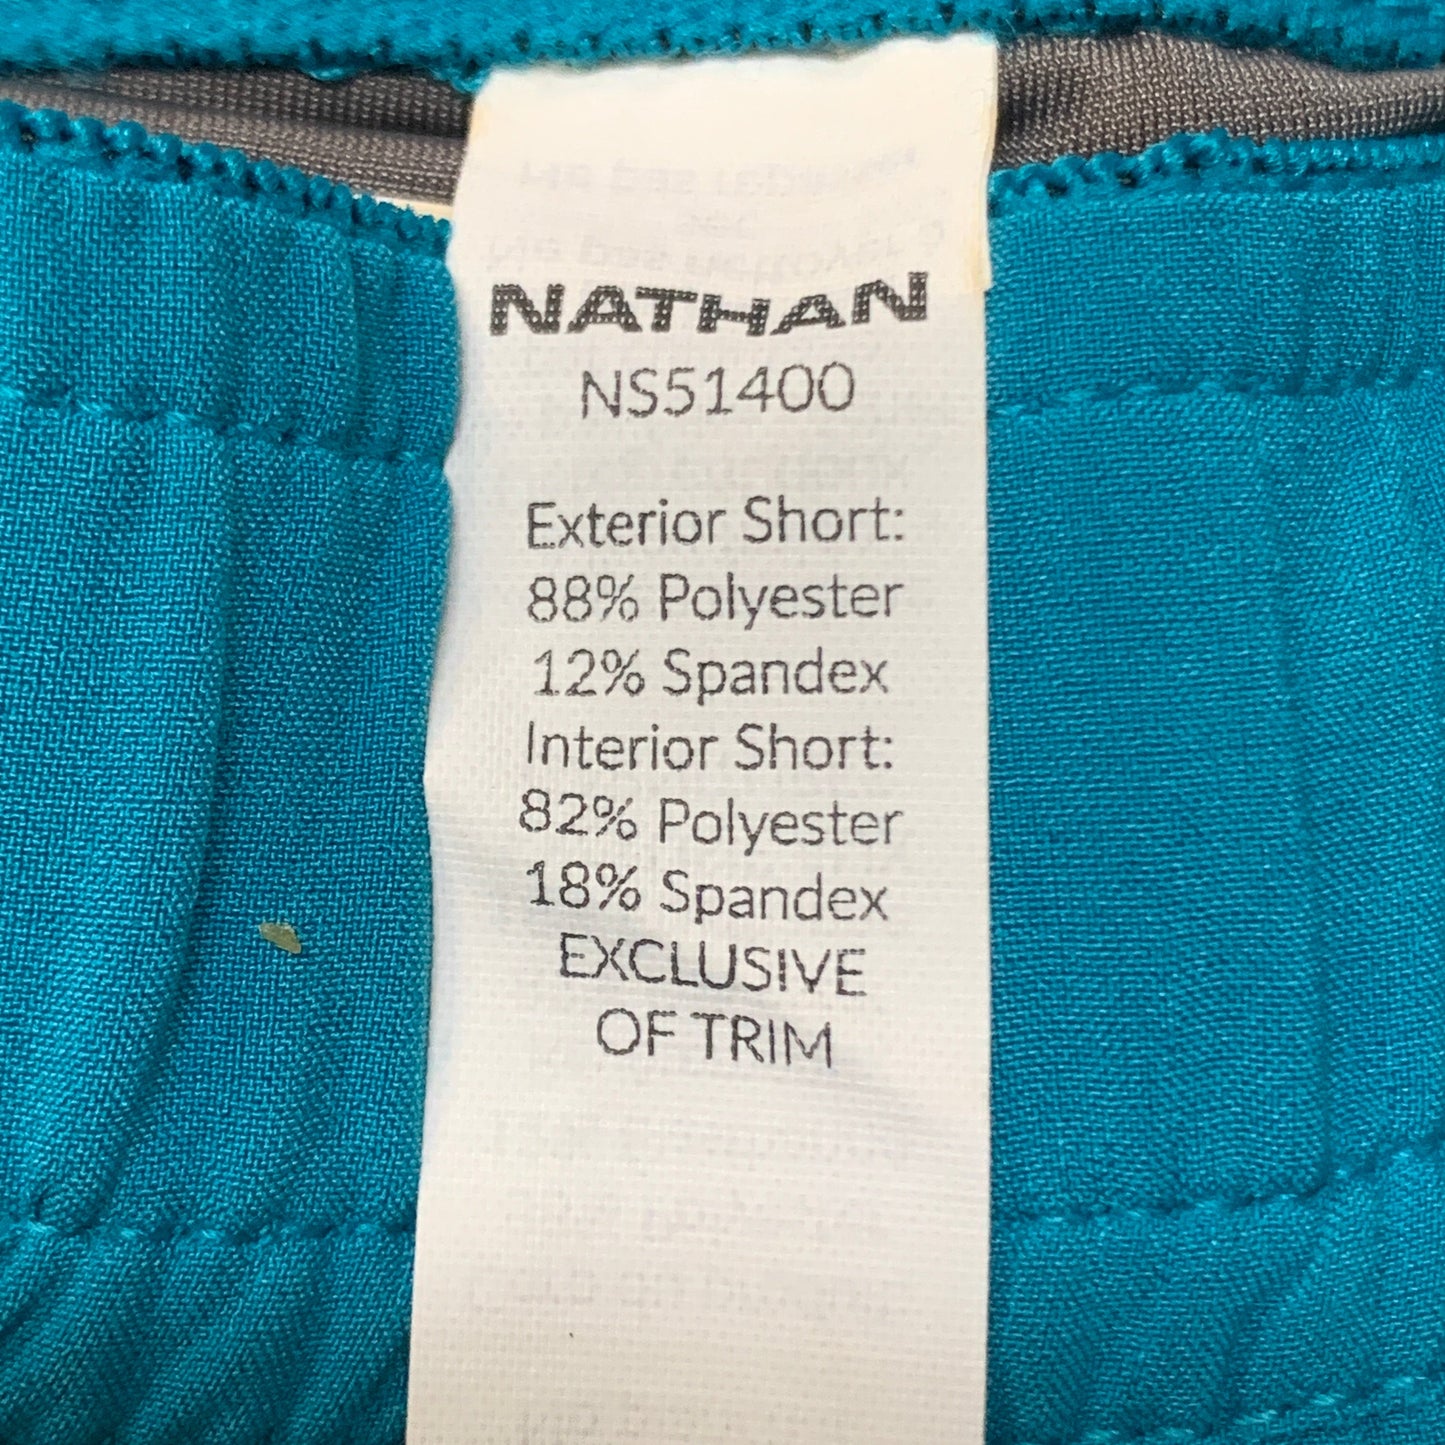 NATHAN
NS51400
Exterior Short:
88% Polyester
12% Spandex
Interior Short:
82% Polyester
18% Spandex
EXCLUSIVE
OF TRIM